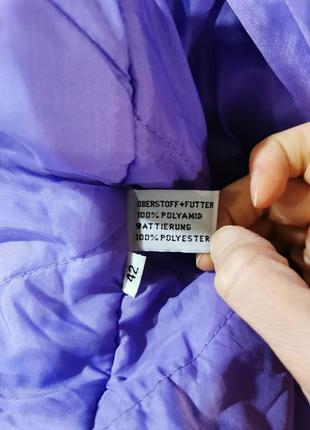 OBERSTOFF+FUTTER
100% POLYAMID
WATTIERUNG
100% POLYESTER
42